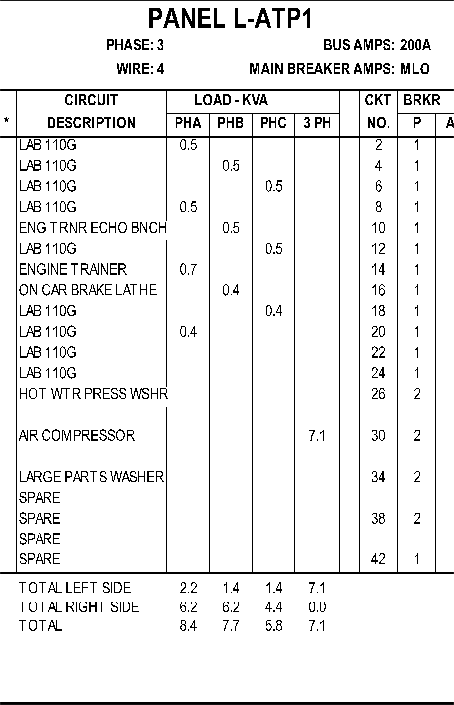 PANEL L-ATP1
PHASE: 3 BUS AMPS: 200A
WIRE: 4 MAIN BREAKER AMPS: MLO
CIRCUIT LOAD - KVA CKT BRKR
* DESCRIPTION PHA PHB PHC 3 PH NO. P A
LAB 110G 0.5 2 1
LAB 110G 0.5 4 1
LAB 110G 0.5 6 1
LAB 110G 0.5 8 1
ENG TRNR ECHO BNCH 0.5 10 1
LAB 110G 0.5 12 1
ENGINE TRAINER 0.7 14 1
ON CAR BRAKE LATHE 0.4 16 1
LAB 110G 0.4 18 1
LAB 110G 0.4 20 1
LAB 110G 22 1
LAB 110G 24 1
HOT WTR PRESS WSHR 26 2
AIR COMPRESSOR 7.1 30 2
LARGE PARTS WASHER 34 2
SPARE
SPARE 38 2
SPARE
SPARE 42 1
TOTAL LEFT SIDE 2.2 1.4 1.4 7.1
TOTAL RIGHT SIDE 6.2 6.2 4.4 0.0
TOTAL 8.4 7.7 5.8 7.1